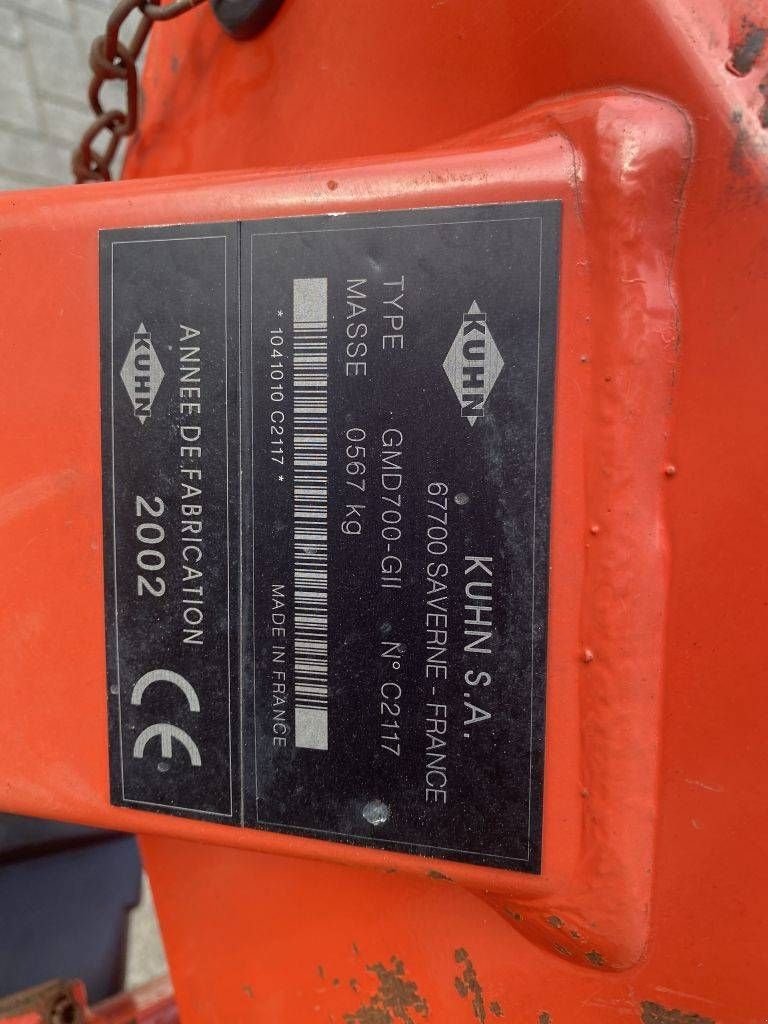 KUHN
KUHN S.A.
67700 SAVERNE - FRANCE
TYPE GMD700-GII N° C2117
MASSE 0567 kg
* 1041010 C2117 * MADE IN FRANCE
KUHN
ANNEE DE FABRICATION
2002
CE